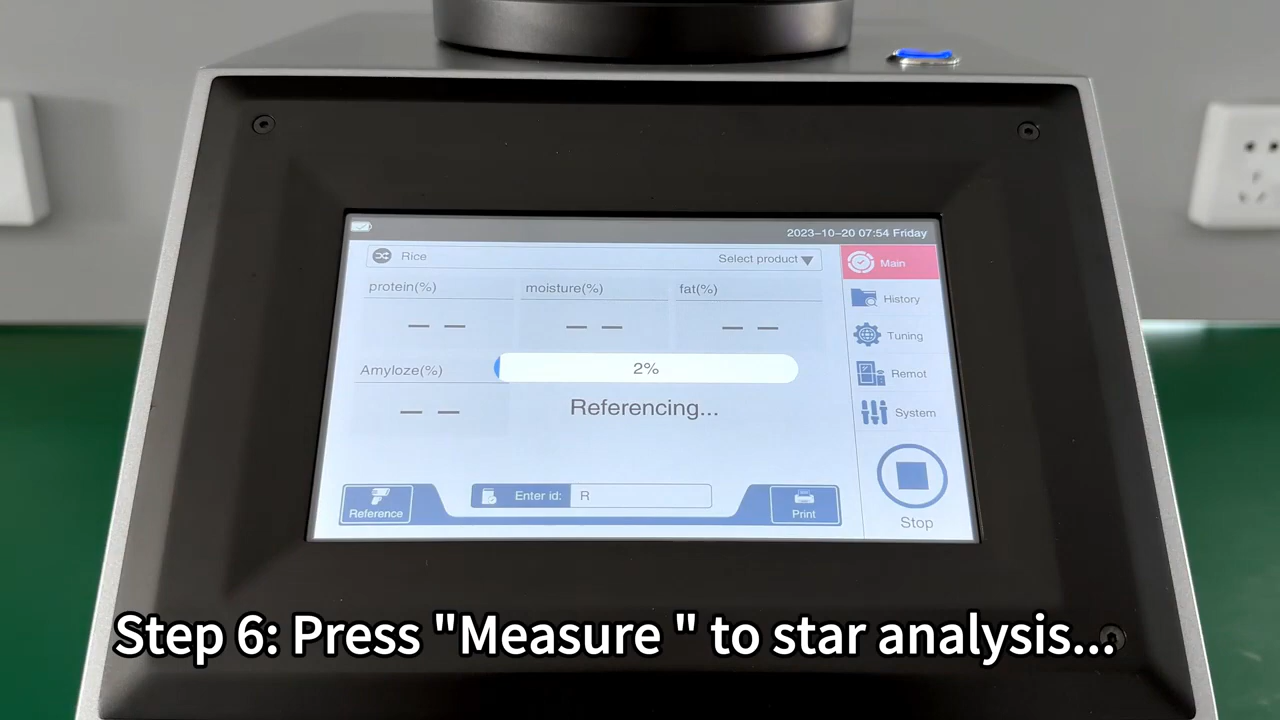 2023-10-20 07:54 Friday
Rice Select product
Main
protein(%) moisture(%) fat(%)
History
-- -- --
Tuning
Amyloze(%)
2%
Remot
Referencing...
--
System
Enter id: R
Reference
Print
Stop
Step 6: Press "Measure " to star analysis...